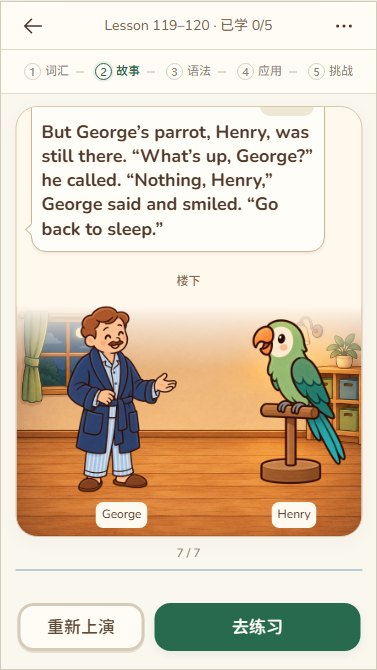 Lesson 119–120 · 已学 0/5
1 词汇 2 故事 3 语法 4 应用 5 挑战
But George’s parrot, Henry, was
still there. “What’s up, George?”
he called. “Nothing, Henry,”
George said and smiled. “Go
back to sleep.”
楼下
George
Henry
7 / 7
重新上演
去练习